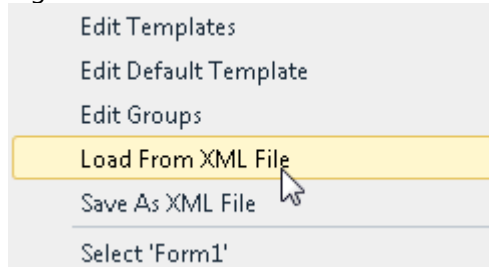 Edit Templates
Edit Default Template
Edit Groups
Load From XML File
Save As XML File
Select 'Form1'